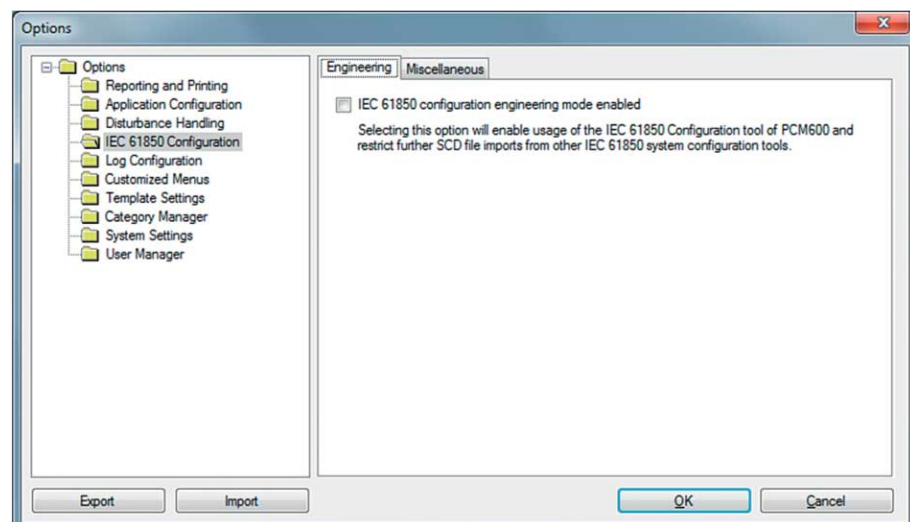 Options
Options
Reporting and Printing
Application Configuration
Disturbance Handling
IEC 61850 Configuration
Log Configuration
Customized Menus
Template Settings
Category Manager
System Settings
User Manager
Engineering
Miscellaneous
IEC 61850 configuration engineering mode enabled
Selecting this option will enable usage of the IEC 61850 Configuration tool of PCM600 and
restrict further SCD file imports from other IEC 61850 system configuration tools.
Export
Import
OK
Cancel